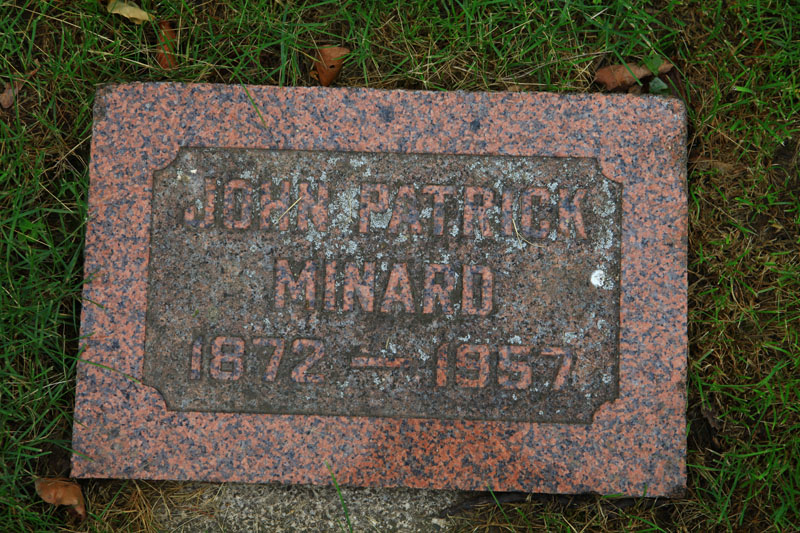 JOHN PATRICK
MINARD
1872 — 1957